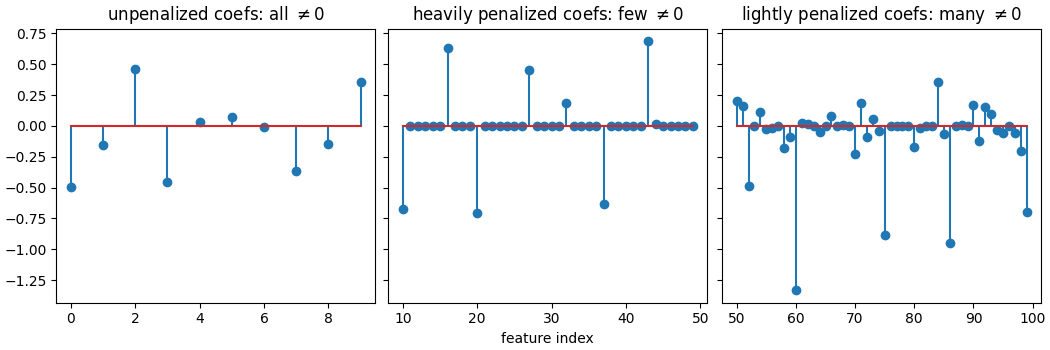 unpenalized coefs: all ≠0
heavily penalized coefs: few ≠0
lightly penalized coefs: many ≠0
0.75
0.50
0.25
0.00
−0.25
−0.50
−0.75
−1.00
−1.25
0 2 4 6 8
10 20 30 40 50
50 60 70 80 90 100
feature index